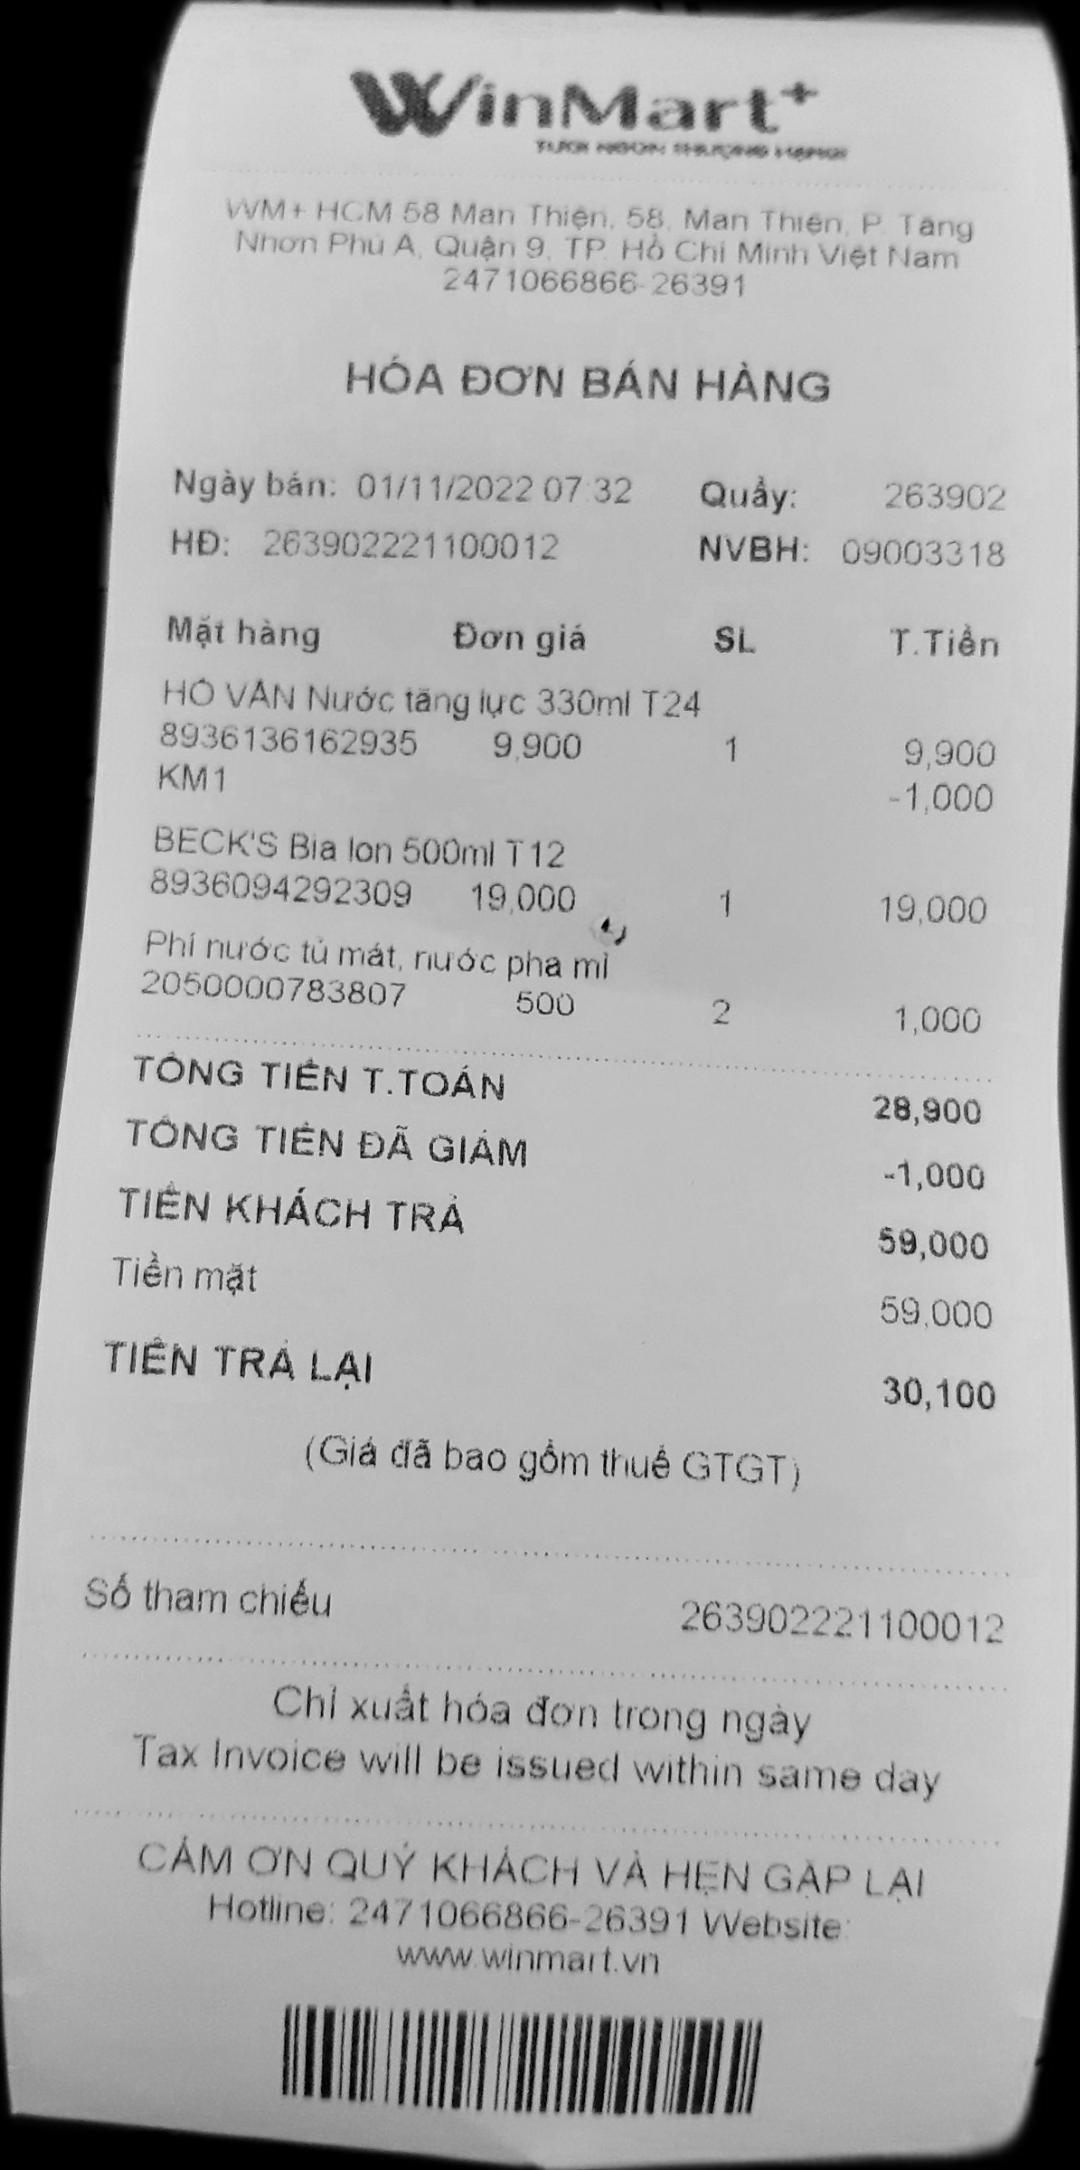 WinMart+
TƯƠI NGON THƯỢNG HẠNG
WM+ HCM 58 Man Thiện, 58, Man Thiện, P. Tăng
Nhơn Phú A, Quận 9, TP. Hồ Chí Minh Việt Nam
2471066866-26391
HÓA ĐƠN BÁN HÀNG
Ngày bán: 01/11/2022 07:32 Quầy: 263902
HĐ: 263902221100012 NVBH: 09003318
Mặt hàng Đơn giá SL T.Tiền
HỔ VẰN Nước tăng lực 330ml T24
8936136162935 9,900 1 9,900
KM1 -1,000
BECK'S Bia lon 500ml T12
8936094292309 19,000 1 19,000
Phí nước tủ mát, nước pha mì
2050000783807 500 2 1,000
TỔNG TIỀN T.TOÁN 28,900
TỔNG TIỀN ĐÃ GIẢM -1,000
TIỀN KHÁCH TRẢ 59,000
Tiền mặt 59,000
TIỀN TRẢ LẠI 30,100
(Giá đã bao gồm thuế GTGT)
Số tham chiếu 263902221100012
Chỉ xuất hóa đơn trong ngày
Tax Invoice will be issued within same day
CẢM ƠN QUÝ KHÁCH VÀ HẸN GẶP LẠI
Hotline: 2471066866-26391 Website:
www.winmart.vn